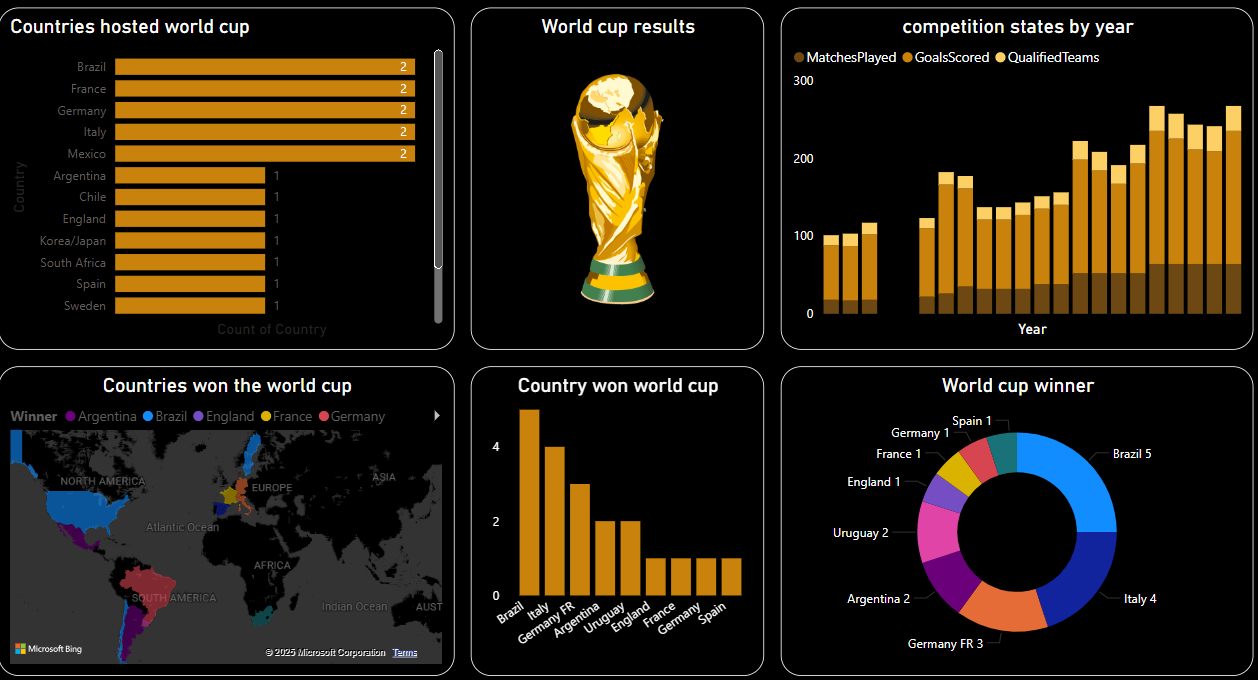 Countries hosted world cup
Country
Brazil 2
France 2
Germany 2
Italy 2
Mexico 2
Argentina 1
Chile 1
England 1
Korea/Japan 1
South Africa 1
Spain 1
Sweden 1
Count of Country
World cup results
competition states by year
MatchesPlayed GoalsScored QualifiedTeams
300
200
100
0
Year
Countries won the world cup
Winner Argentina Brazil England France Germany
NORTH AMERICA
EUROPE
ASIA
Atlantic Ocean
AFRICA
SOUTH AMERICA
Indian Ocean
AUST
Microsoft Bing
© 2025 Microsoft Corporation Terms
Country won world cup
4
2
0
Brazil
Italy
Germany FR
Argentina
Uruguay
England
France
Germany
Spain
World cup winner
Spain 1
Germany 1
France 1
England 1
Uruguay 2
Argentina 2
Germany FR 3
Italy 4
Brazil 5